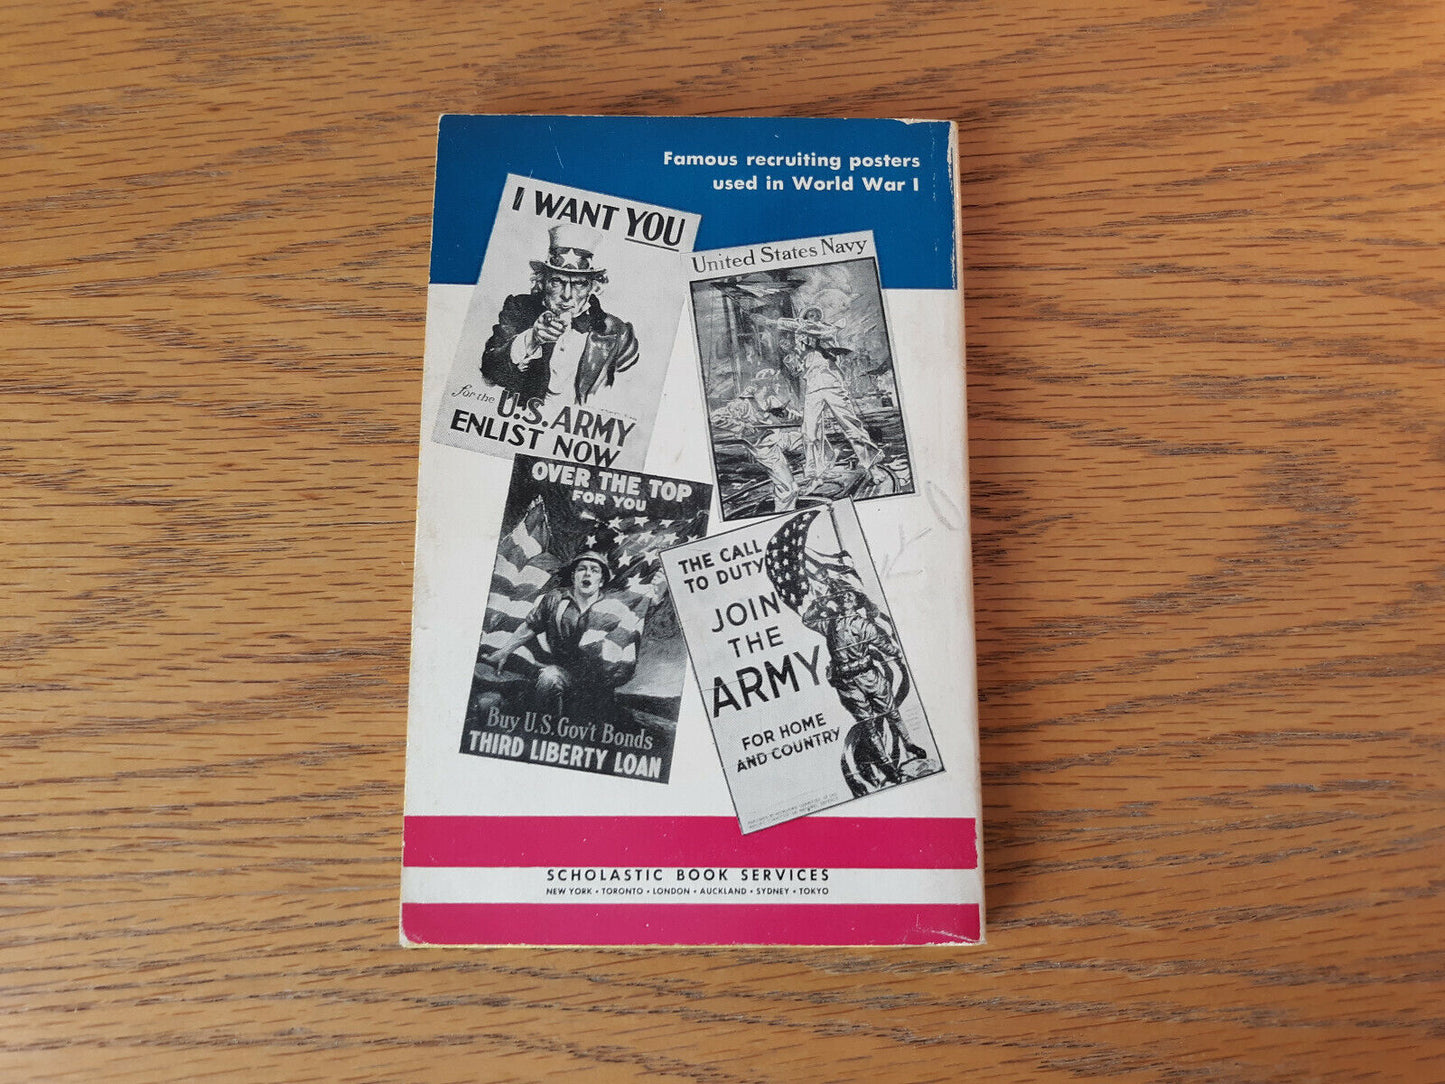 Famous recruiting posters
used in World War I
I WANT YOU
for the
U.S. ARMY
ENLIST NOW
United States Navy
OVER THE TOP
FOR YOU
Buy U.S. Gov't Bonds
THIRD LIBERTY LOAN
THE CALL
TO DUTY
JOIN
THE
ARMY
FOR HOME
AND COUNTRY
SCHOLASTIC BOOK SERVICES
NEW YORK • TORONTO • LONDON • AUCKLAND • SYDNEY • TOKYO